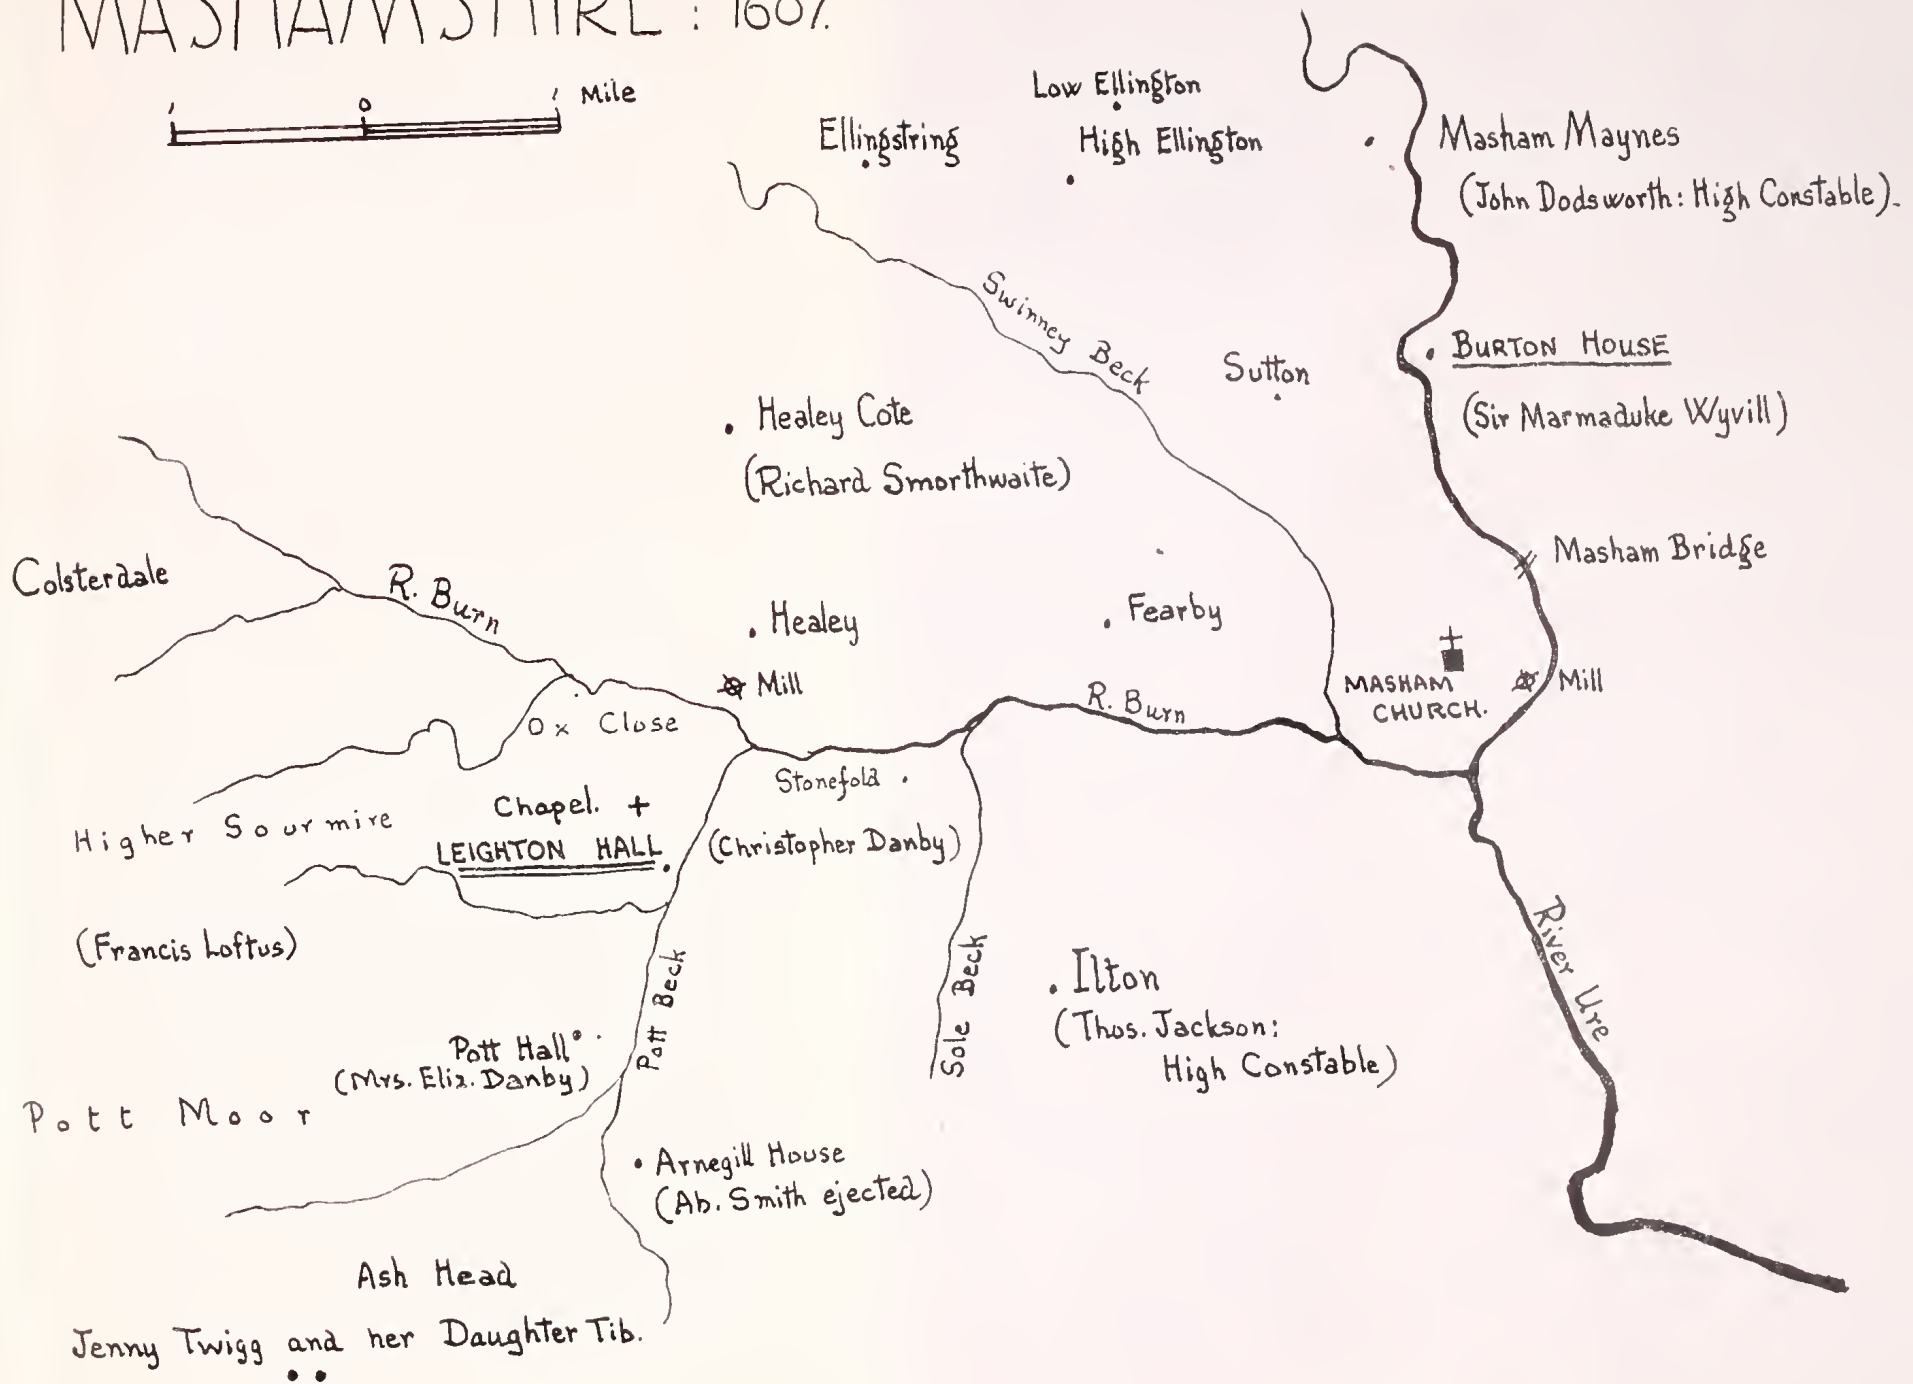 MASHAMSHIRE : 1607.
1 0 1 Mile
Low Ellington
Ellingstring
High Ellington
Masham Maynes
(John Dodsworth: High Constable).
Swinney Beck
BURTON HOUSE
(Sir Marmaduke Wyvill)
Sutton
Healey Cote
(Richard Smorthwaite)
Masham Bridge
Colsterdale
R. Burn
Healey
Fearby
Mill
MASHAM
CHURCH.
Mill
R. Burn
Ox Close
Stonefold
(Christopher Danby)
Higher Sourmire
Chapel.
LEIGHTON HALL
(Francis Loftus)
Pott Beck
Sole Beck
River Ure
Ilton
(Thos. Jackson:
High Constable)
Pott Hall
(Mrs. Eliz. Danby)
Pott Moor
Arnegill House
(Ab. Smith ejected)
Ash Head
Jenny Twigg and her Daughter Tib.